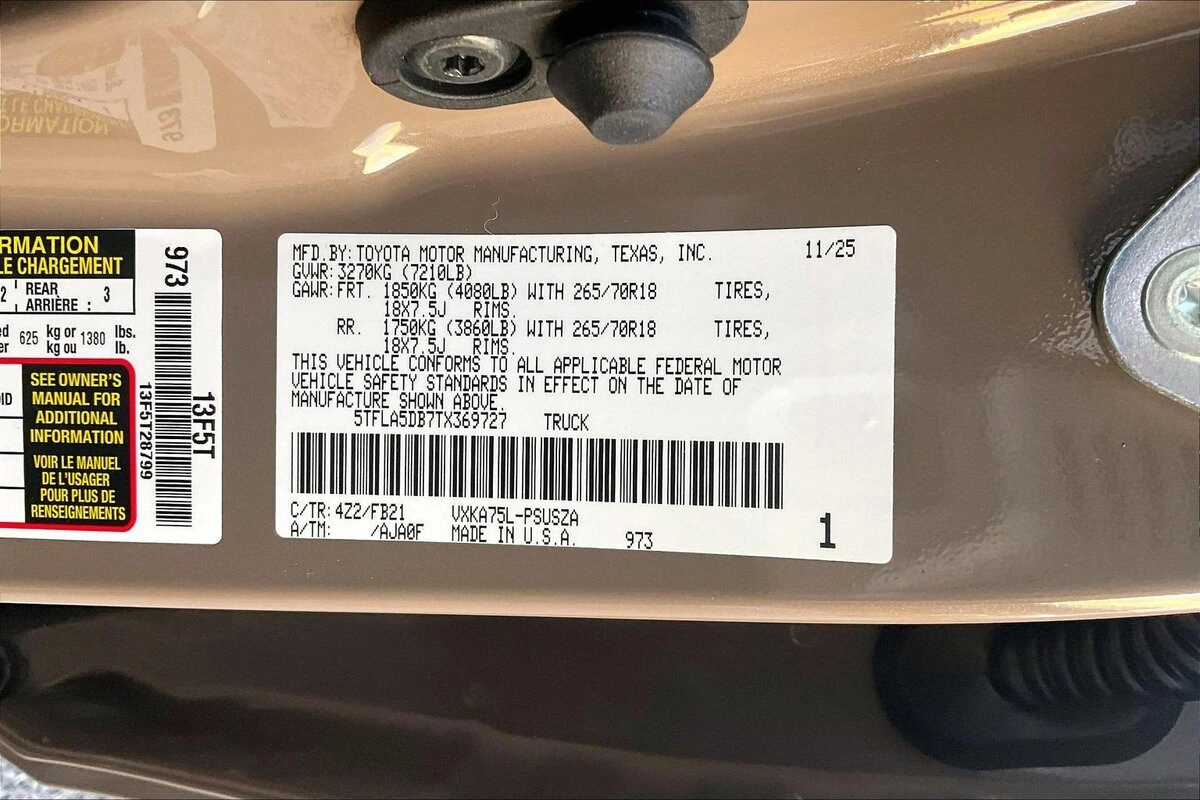 RMATION
LE CHARGEMENT
2 REAR
ARRIÈRE : 3
625 kg or 1380 lbs.
kg ou lb.
SEE OWNER'S
MANUAL FOR
ADDITIONAL
INFORMATION
VOIR LE MANUEL
DE L'USAGER
POUR PLUS DE
RENSEIGNEMENTS
973
13F5T
13F5T28799
MFD.BY:TOYOTA MOTOR MANUFACTURING, TEXAS, INC. 11/25
GVWR:3270KG (7210LB)
GAWR:FRT. 1850KG (4080LB) WITH 265/70R18 TIRES,
18X7.5J RIMS.
RR. 1750KG (3860LB) WITH 265/70R18 TIRES,
18X7.5J RIMS.
THIS VEHICLE CONFORMS TO ALL APPLICABLE FEDERAL MOTOR
VEHICLE SAFETY STANDARDS IN EFFECT ON THE DATE OF
MANUFACTURE SHOWN ABOVE.
5TFLA5DB7TX369727 TRUCK
C/TR:4Z2/FB21 VXKA75L-PSUSZA
A/TM: /AJA0F MADE IN U.S.A. 973 1